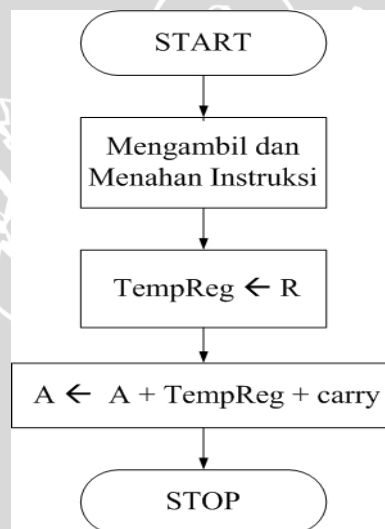 START
Mengambil dan
Menahan Instruksi
TempReg ← R
A ← A + TempReg + carry
STOP